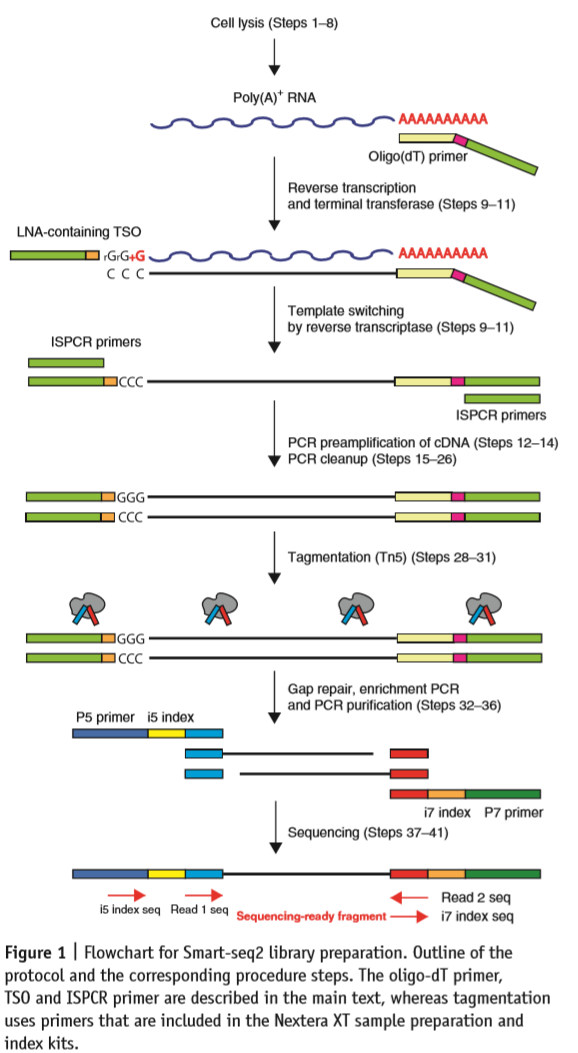 Cell lysis (Steps 1–8)
Poly(A)+ RNA
AAAAAAAAAA
Oligo(dT) primer
Reverse transcription
and terminal transferase (Steps 9–11)
LNA-containing TSO
rGrG+G
AAAAAAAAAA
C C C
Template switching
by reverse transcriptase (Steps 9–11)
ISPCR primers
CCC
ISPCR primers
PCR preamplification of cDNA (Steps 12–14)
PCR cleanup (Steps 15–26)
GGG
CCC
Tagmentation (Tn5) (Steps 28–31)
GGG
CCC
Gap repair, enrichment PCR
and PCR purification (Steps 32–36)
P5 primer i5 index
i7 index P7 primer
Sequencing (Steps 37–41)
i5 index seq Read 1 seq Sequencing-ready fragment
Read 2 seq
i7 index seq
Figure 1 | Flowchart for Smart-seq2 library preparation. Outline of the
protocol and the corresponding procedure steps. The oligo-dT primer,
TSO and ISPCR primer are described in the main text, whereas tagmentation
uses primers that are included in the Nextera XT sample preparation and
index kits.